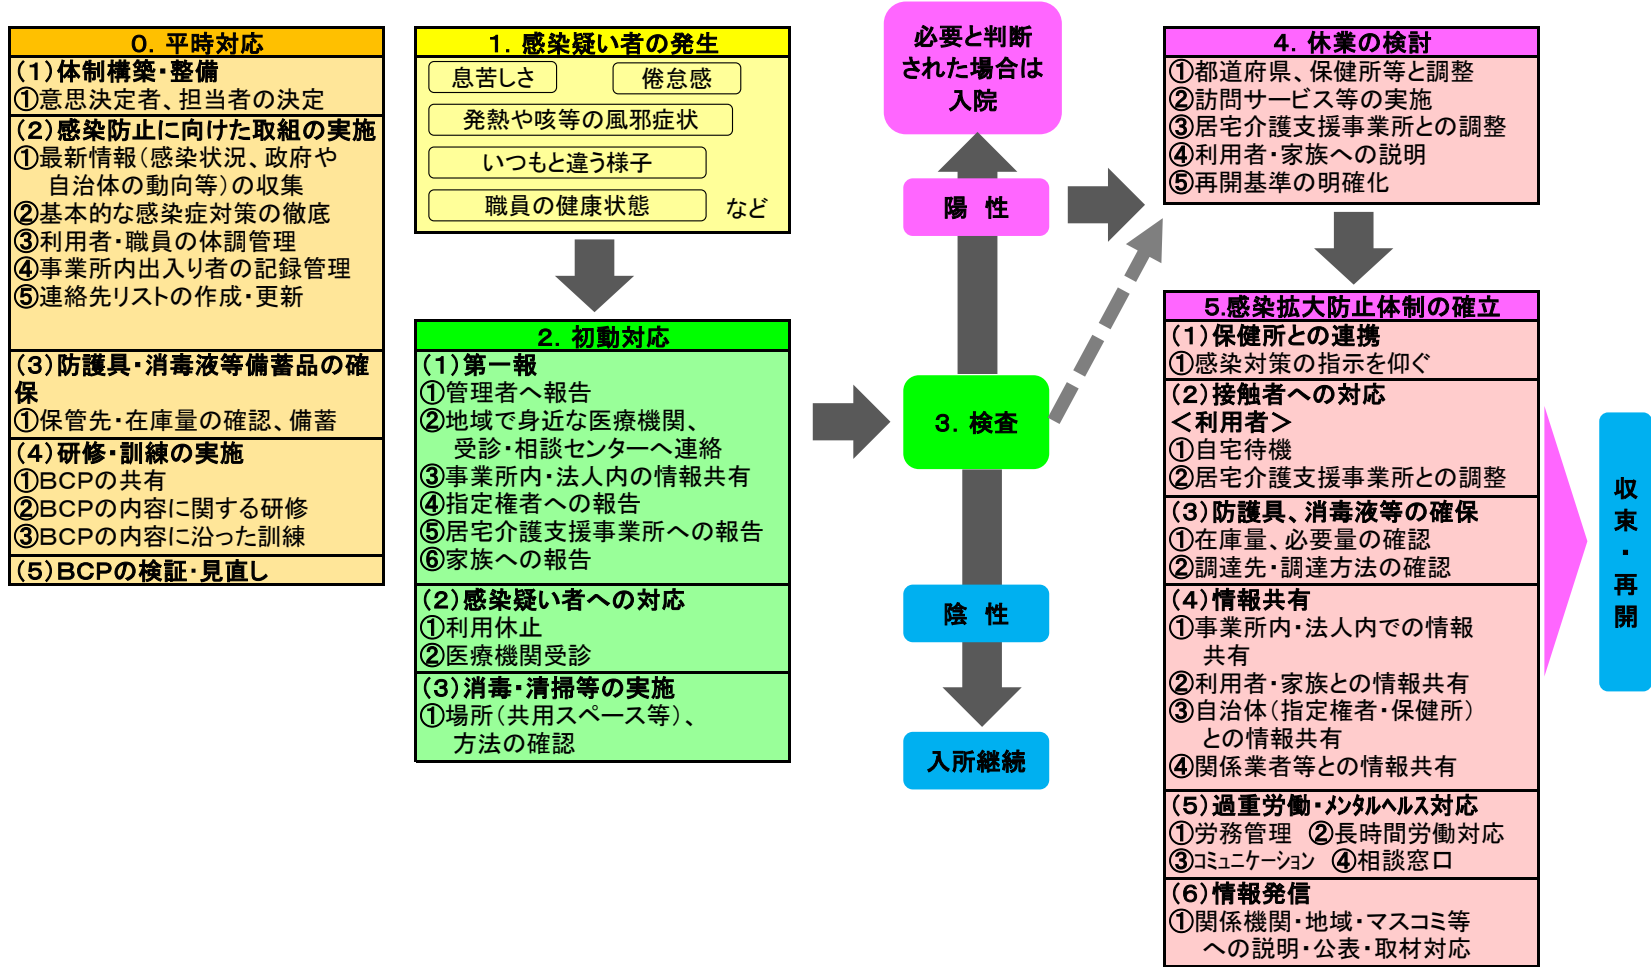 0．平時対応
（1）体制構築・整備
①意思決定者、担当者の決定
（2）感染防止に向けた取組の実施
①最新情報（感染状況、政府や
自治体の動向等）の収集
②基本的な感染症対策の徹底
③利用者・職員の体調管理
④事業所内出入り者の記録管理
⑤連絡先リストの作成・更新
（3）防護具・消毒液等備蓄品の確
保
①保管先・在庫量の確認、備蓄
（4）研修・訓練の実施
①BCPの共有
②BCPの内容に関する研修
③BCPの内容に沿った訓練
（5）BCPの検証・見直し
1．感染疑い者の発生
息苦しさ
倦怠感
発熱や咳等の風邪症状
いつもと違う様子
職員の健康状態
など
2．初動対応
（1）第一報
①管理者へ報告
②地域で身近な医療機関、
受診・相談センターへ連絡
③事業所内・法人内の情報共有
④指定権者への報告
⑤居宅介護支援事業所への報告
⑥家族への報告
（2）感染疑い者への対応
①利用休止
②医療機関受診
（3）消毒・清掃等の実施
①場所（共用スペース等）、
方法の確認
必要と判断
された場合は
入院
陽 性
3．検査
陰 性
入所継続
4．休業の検討
①都道府県、保健所等と調整
②訪問サービス等の実施
③居宅介護支援事業所との調整
④利用者・家族への説明
⑤再開基準の明確化
5.感染拡大防止体制の確立
（1）保健所との連携
①感染対策の指示を仰ぐ
（2）接触者への対応
＜利用者＞
①自宅待機
②居宅介護支援事業所との調整
（3）防護具、消毒液等の確保
①在庫量、必要量の確認
②調達先・調達方法の確認
（4）情報共有
①事業所内・法人内での情報
共有
②利用者・家族との情報共有
③自治体（指定権者・保健所）
との情報共有
④関係業者等との情報共有
（5）過重労働・ﾒﾝﾀﾙﾍﾙｽ対応
①労務管理 ②長時間労働対応
③ｺﾐｭﾆｹｰｼｮﾝ ④相談窓口
（6）情報発信
①関係機関・地域・マスコミ等
への説明・公表・取材対応
収束・再開